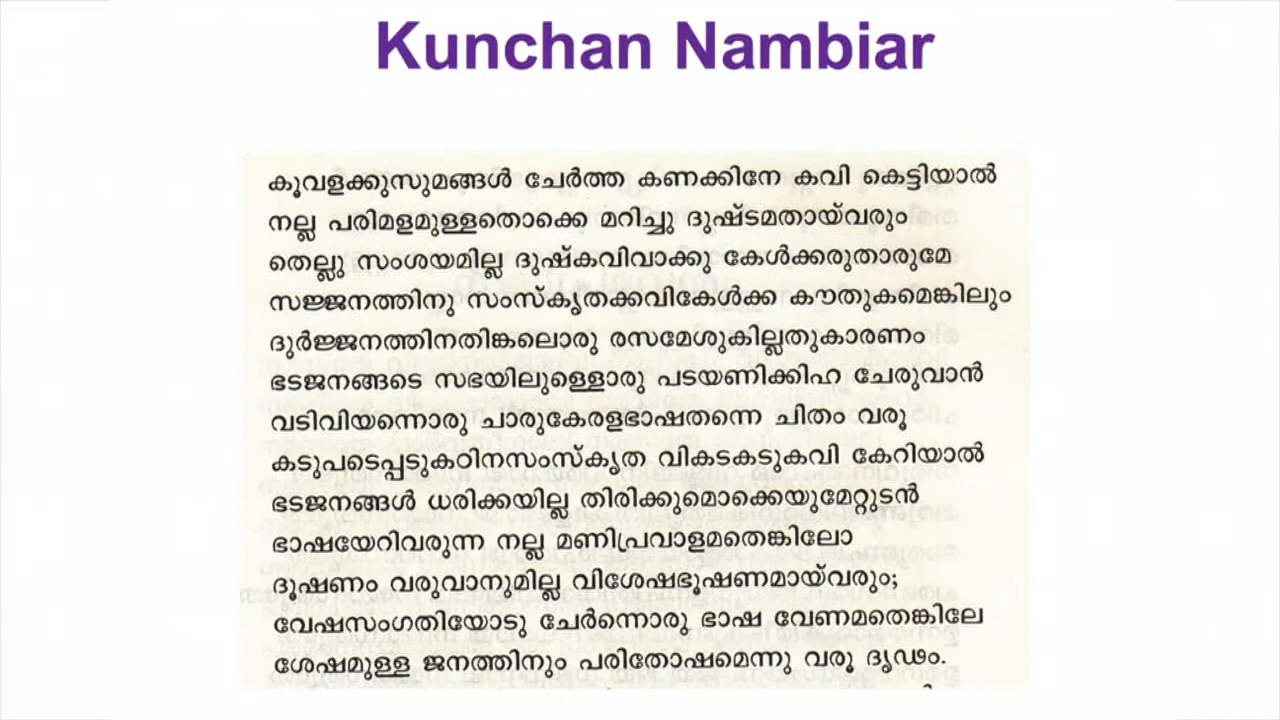 Kunchan Nambiar
കൂവളക്കുസുമങ്ങൾ ചേർത്ത കണക്കിനേ കവി കെട്ടിയാൽ
നല്ല പരിമളമുള്ളതൊക്കെ മറിച്ചു ദുഷ്ടമതായ്‌വരും
തെല്ലു സംശയമില്ല ദുഷ്കവിവാക്കു കേൾക്കരുതാരുമേ
സജ്ജനത്തിനു സംസ്കൃതക്കവികേൾക്ക കൗതുകമെങ്കിലും
ദുർജ്ജനത്തിനതിങ്കലൊരു രസമേശുകില്ലതുകാരണം
ഭടജനങ്ങടെ സഭയിലുള്ളൊരു പടയണിക്കിഹ ചേരുവാൻ
വടിവിയന്നൊരു ചാരുകേരളഭാഷതന്നെ ചിതം വരൂ
കടുപടെപ്പടുകഠിനസംസ്കൃത വികടകടുകവി കേറിയാൽ
ഭടജനങ്ങൾ ധരിക്കയില്ല തിരിക്കുമൊക്കെയുമേറ്റുടൻ
ഭാഷയേറിവരുന്ന നല്ല മണിപ്രവാളമതെങ്കിലോ
ദൂഷണം വരുവാനുമില്ല വിശേഷഭൂഷണമായ്‌വരും;
വേഷസംഗതിയോടു ചേർന്നൊരു ഭാഷ വേണമതെങ്കിലേ
ശേഷമുള്ള ജനത്തിനും പരിതോഷമെന്നു വരൂ ദൃഢം.